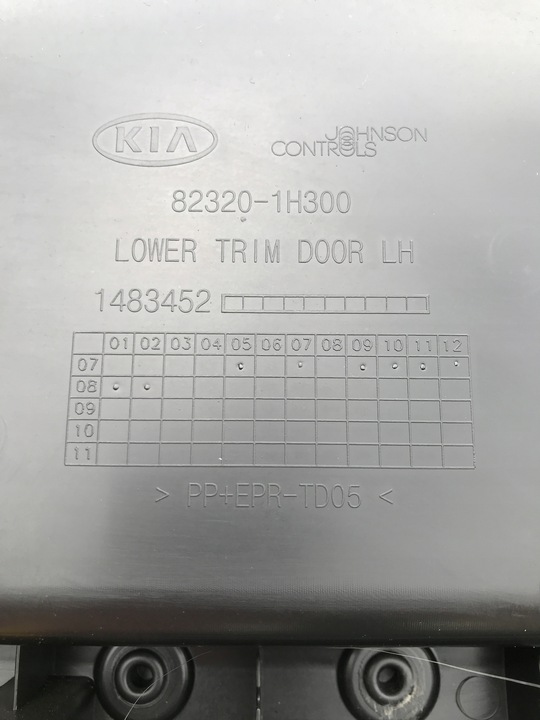 KIA
JOHNSON
CONTROLS
82320-1H300
LOWER TRIM DOOR LH
1483452
01 02 03 04 05 06 07 08 09 10 11 12
07
08
09
10
11
> PP+EPR-TD05 <